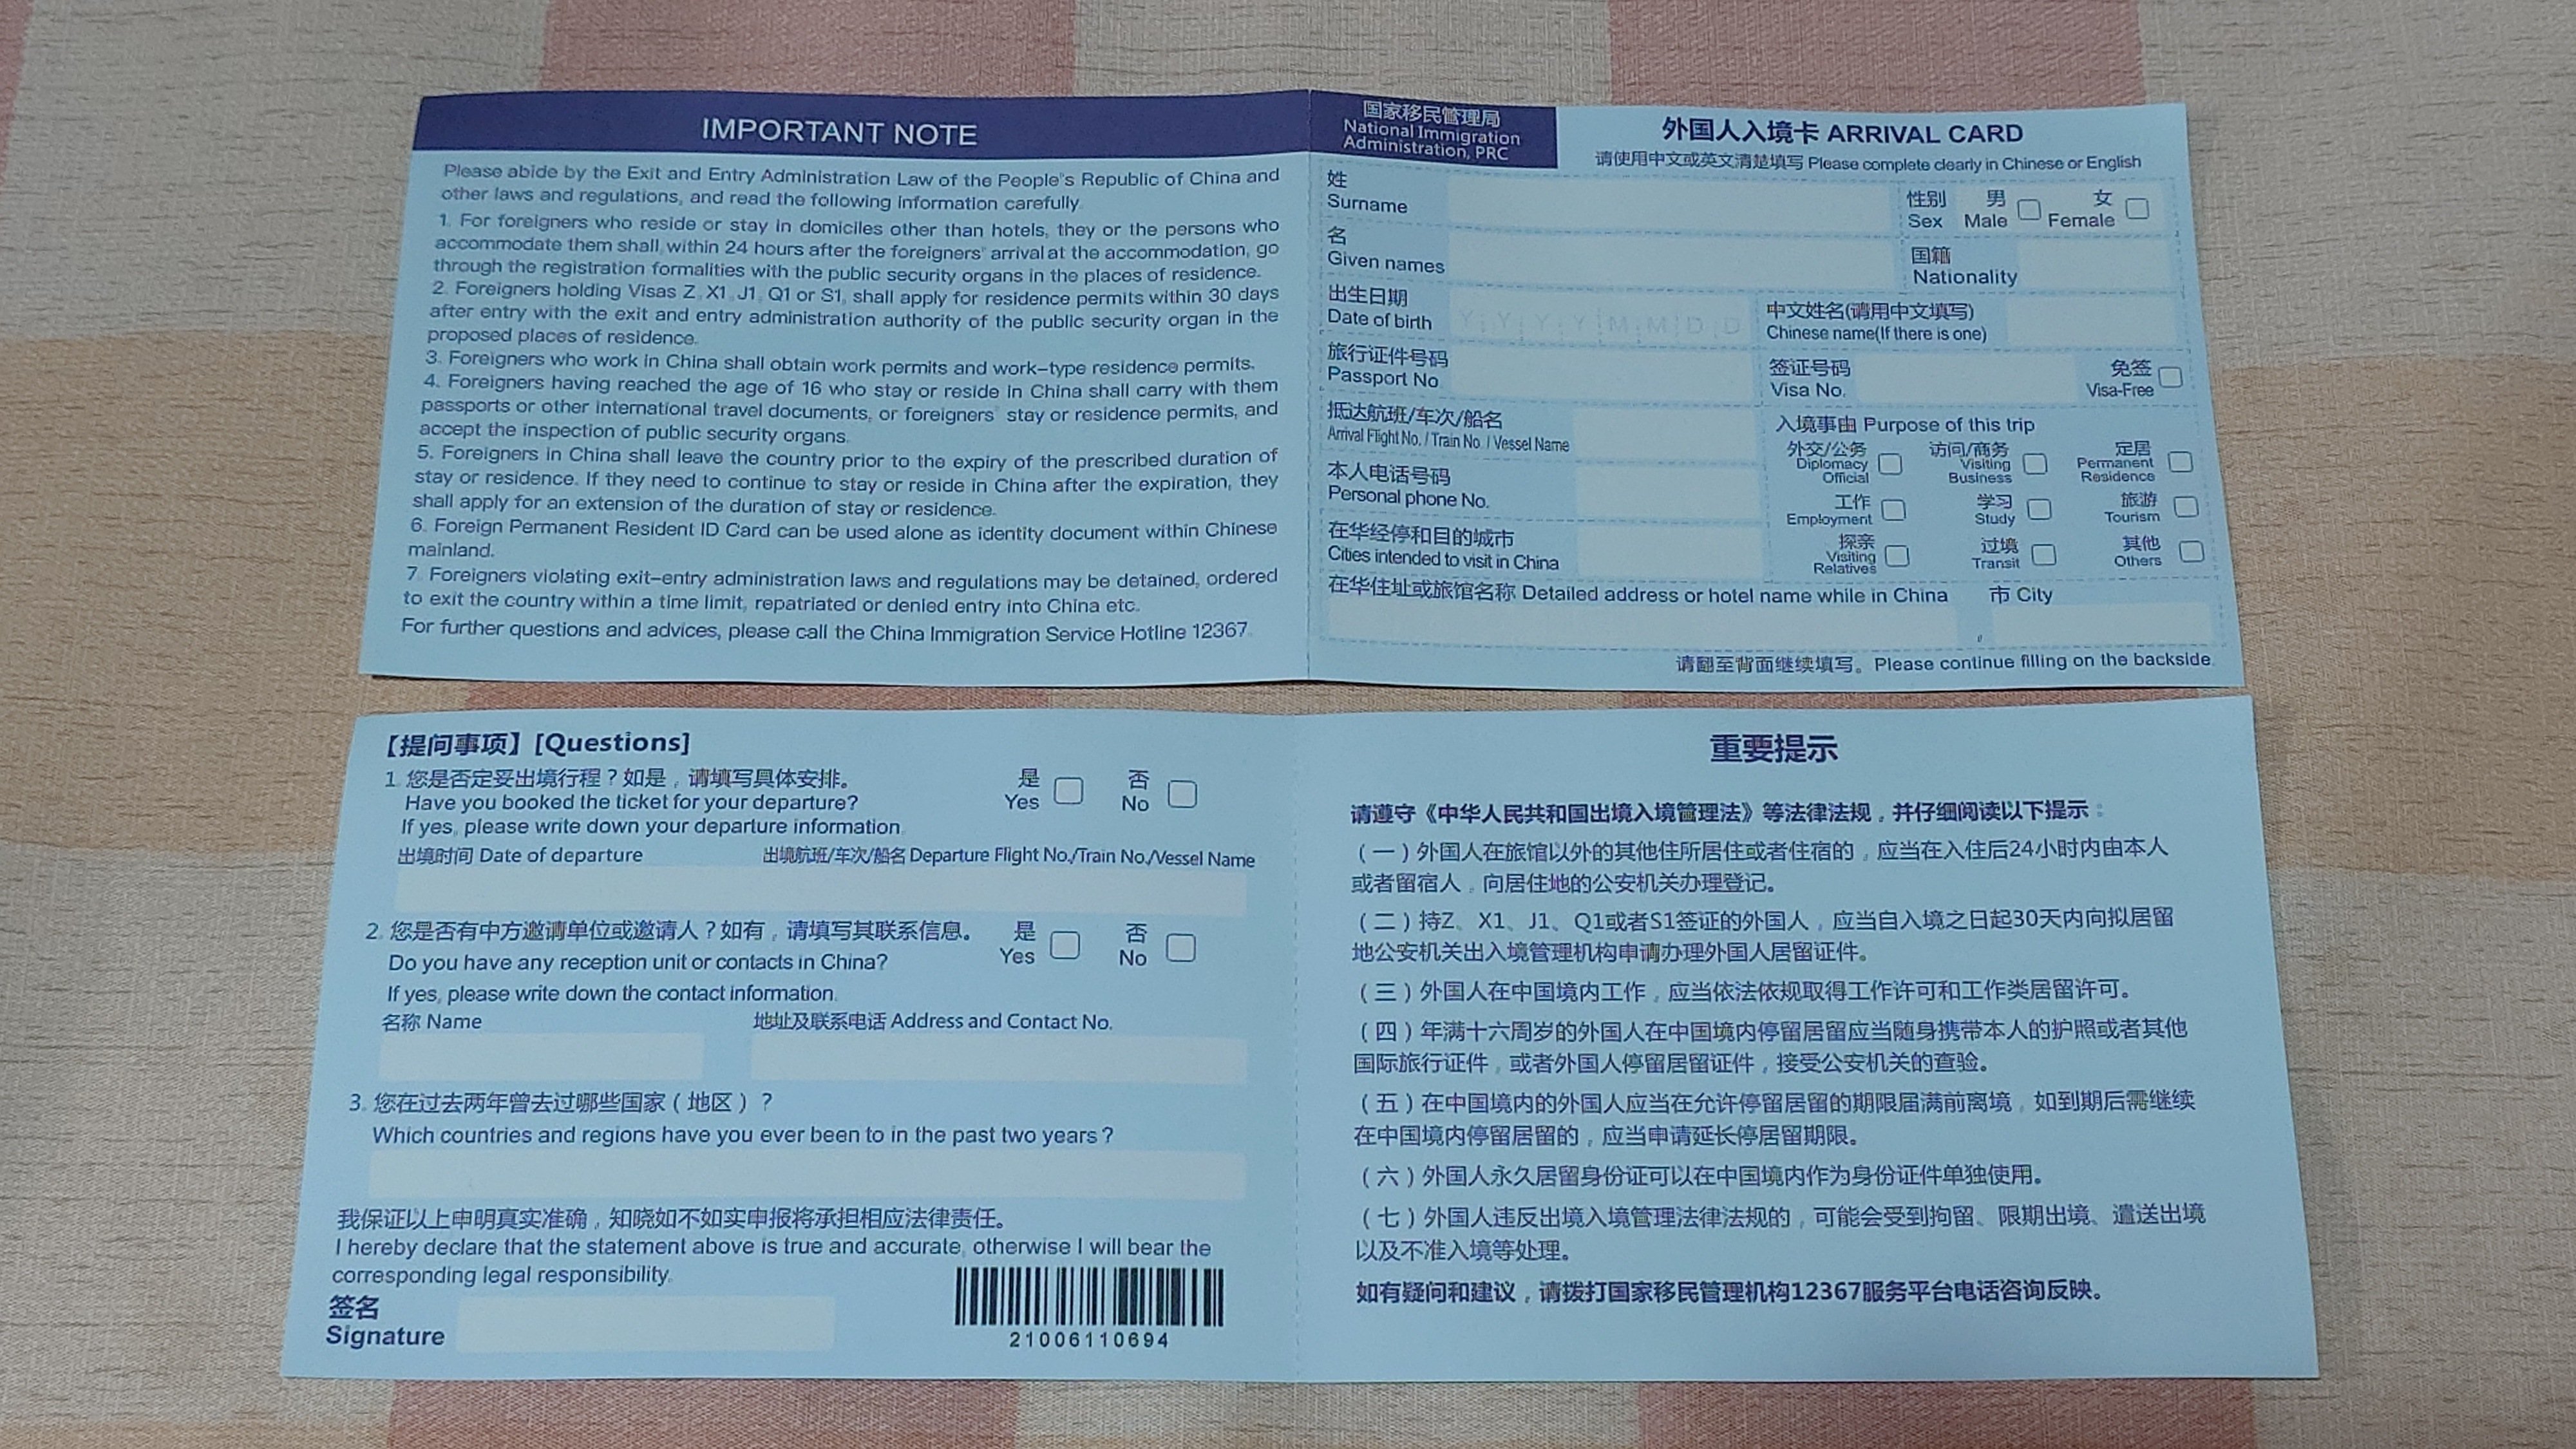 IMPORTANT NOTE
Please abide by the Exit and Entry Administration Law of the People's Republic of China and
other laws and regulations, and read the following information carefully.
1. For foreigners who reside or stay in domiciles other than hotels, they or the persons who
accommodate them shall, within 24 hours after the foreigners' arrival at the accommodation, go
through the registration formalities with the public security organs in the places of residence.
2. Foreigners holding Visas Z, X1, J1, Q1 or S1, shall apply for residence permits within 30 days
after entry with the exit and entry administration authority of the public security organ in the
proposed places of residence.
3. Foreigners who work in China shall obtain work permits and work-type residence permits.
4. Foreigners having reached the age of 16 who stay or reside in China shall carry with them
passports or other international travel documents, or foreigners' stay or residence permits, and
accept the inspection of public security organs.
5. Foreigners in China shall leave the country prior to the expiry of the prescribed duration of
stay or residence. If they need to continue to stay or reside in China after the expiration, they
shall apply for an extension of the duration of stay or residence.
6. Foreign Permanent Resident ID Card can be used alone as identity document within Chinese
mainland.
7. Foreigners violating exit-entry administration laws and regulations may be detained, ordered
to exit the country within a time limit, repatriated or denied entry into China etc.
For further questions and advices, please call the China Immigration Service Hotline 12367.
国家移民管理局
National Immigration
Administration, PRC
外国人入境卡 ARRIVAL CARD
请使用中文或英文清楚填写 Please complete clearly in Chinese or English
姓
Surname
性别 男 女
Sex Male Female
名
Given names
国籍
Nationality
出生日期
Date of birth Y Y Y Y M M D D
中文姓名(请用中文填写)
Chinese name(If there is one)
旅行证件号码
Passport No.
签证号码 免签
Visa No. Visa-Free
抵达航班/车次/船名
Arrival Flight No. / Train No. / Vessel Name
本人电话号码
Personal phone No.
在华经停和目的城市
Cities intended to visit in China
入境事由 Purpose of this trip
外交/公务 访问/商务 定居
Diplomacy Visiting Permanent
Official Business Residence
工作 学习 旅游
Employment Study Tourism
探亲 过境 其他
Visiting Transit Others
Relatives
在华住址或旅馆名称 Detailed address or hotel name while in China 市 City
,
请翻至背面继续填写。Please continue filling on the backside.
【提问事项】[Questions]
1. 您是否定妥出境行程？如是，请填写具体安排。 是 否
Have you booked the ticket for your departure? Yes No
If yes, please write down your departure information.
出境时间 Date of departure 出境航班/车次/船名 Departure Flight No./Train No./Vessel Name
2. 您是否有中方邀请单位或邀请人？如有，请填写其联系信息。 是 否
Do you have any reception unit or contacts in China? Yes No
If yes, please write down the contact information.
名称 Name 地址及联系电话 Address and Contact No.
3. 您在过去两年曾去过哪些国家（地区）？
Which countries and regions have you ever been to in the past two years?
我保证以上申明真实准确，知晓如不如实申报将承担相应法律责任。
I hereby declare that the statement above is true and accurate, otherwise I will bear the
corresponding legal responsibility.
签名
Signature
21006110694
重要提示
请遵守《中华人民共和国出境入境管理法》等法律法规，并仔细阅读以下提示：
（一）外国人在旅馆以外的其他住所居住或者住宿的，应当在入住后24小时内由本人
或者留宿人，向居住地的公安机关办理登记。
（二）持Z、X1、J1、Q1或者S1签证的外国人，应当自入境之日起30天内向拟居留
地公安机关出入境管理机构申请办理外国人居留证件。
（三）外国人在中国境内工作，应当依法依规取得工作许可和工作类居留许可。
（四）年满十六周岁的外国人在中国境内停留居留应当随身携带本人的护照或者其他
国际旅行证件，或者外国人停留居留证件，接受公安机关的查验。
（五）在中国境内的外国人应当在允许停留居留的期限届满前离境，如到期后需继续
在中国境内停留居留的，应当申请延长停居留期限。
（六）外国人永久居留身份证可以在中国境内作为身份证件单独使用。
（七）外国人违反出境入境管理法律法规的，可能会受到拘留、限期出境、遣送出境
以及不准入境等处理。
如有疑问和建议，请拨打国家移民管理机构12367服务平台电话咨询反映。